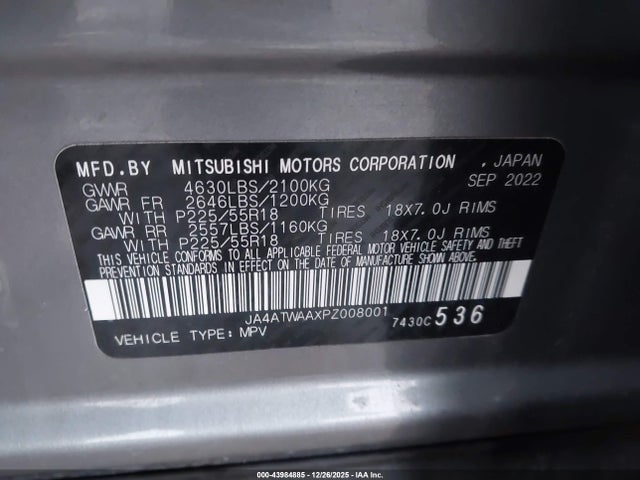 MFD.BY MITSUBISHI MOTORS CORPORATION , JAPAN
GVWR 4630LBS/2100KG SEP 2022
GAWR FR 2646LBS/1200KG
WITH P225/55R18 TIRES 18X7.0J RIMS
GAWR RR 2557LBS/1160KG
WITH P225/55R18 TIRES 18X7.0J RIMS
THIS VEHICLE CONFORMS TO ALL APPLICABLE FEDERAL MOTOR VEHICLE SAFETY AND THEFT
PREVENTION STANDARDS IN EFFECT ON THE DATE OF MANUFACTURE SHOWN ABOVE.
JA4ATWAAXPZ008001
VEHICLE TYPE: MPV 7430C 536
000-43984885 - 12/26/2025 - IAA Inc.